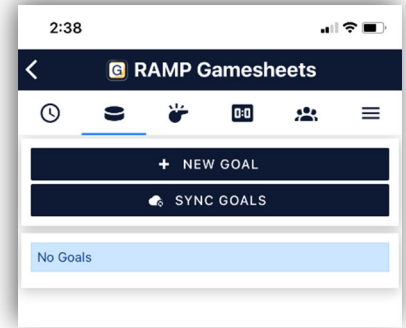 2:38
G RAMP Gamesheets
0:0
+ NEW GOAL
SYNC GOALS
No Goals